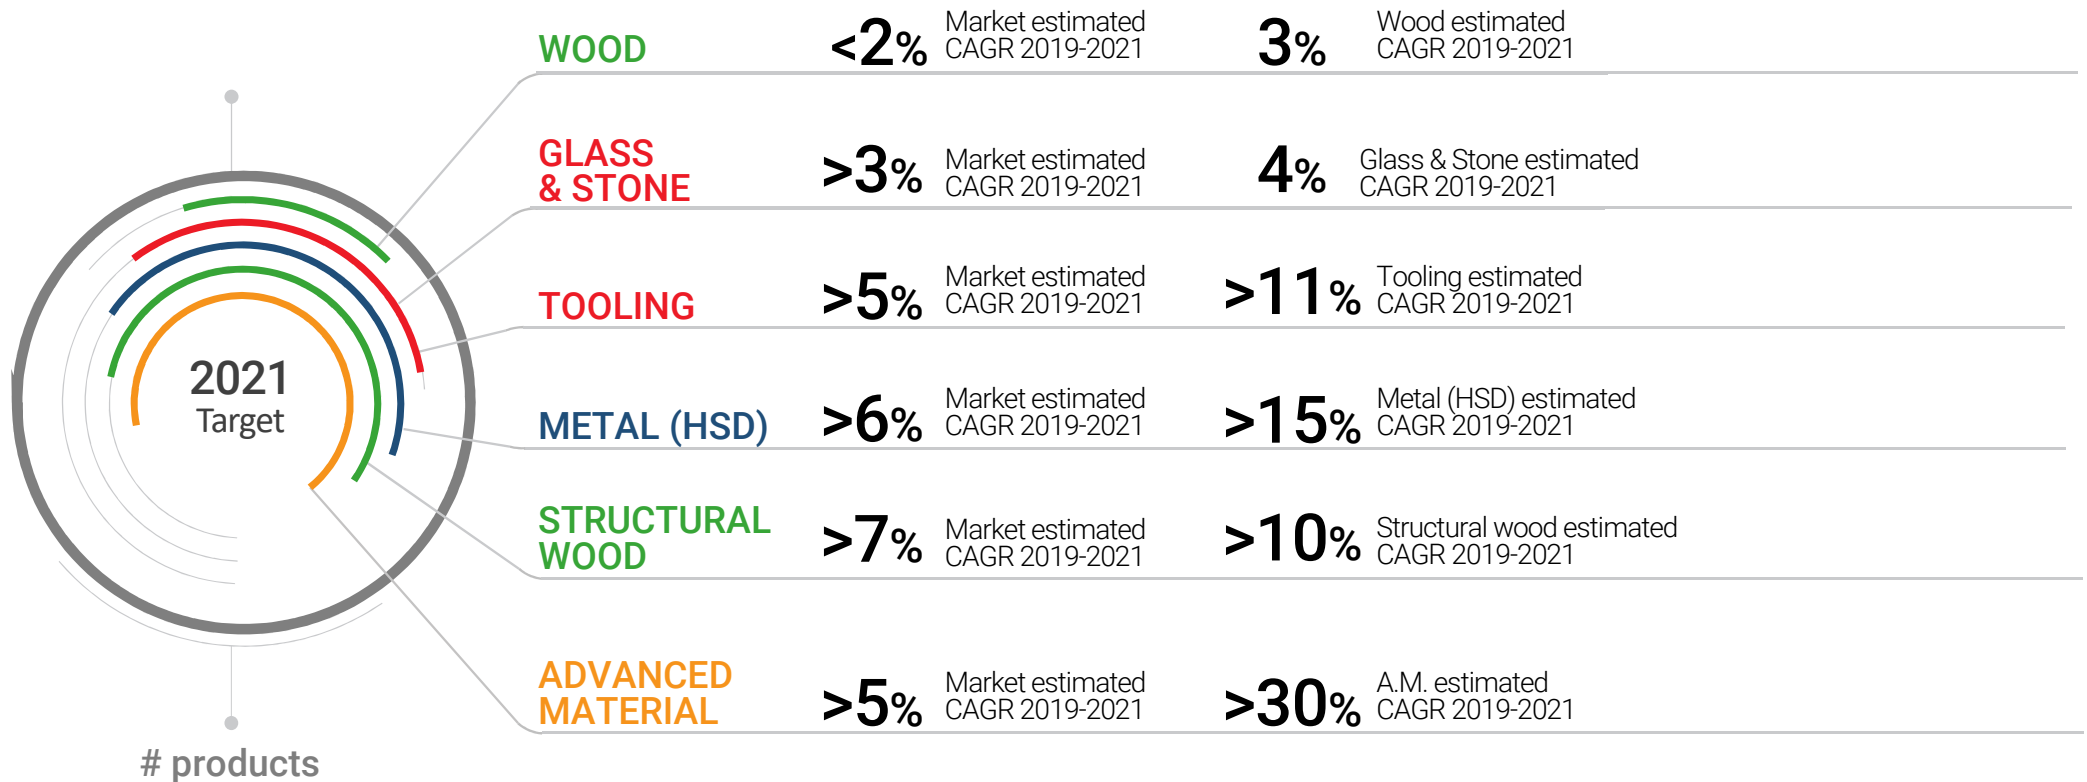 WOOD
<2%
Market estimated
CAGR 2019-2021
3%
Wood estimated
CAGR 2019-2021
GLASS
& STONE
>3%
Market estimated
CAGR 2019-2021
4%
Glass & Stone estimated
CAGR 2019-2021
TOOLING
>5%
Market estimated
CAGR 2019-2021
>11%
Tooling estimated
CAGR 2019-2021
2021
Target
METAL (HSD)
>6%
Market estimated
CAGR 2019-2021
>15%
Metal (HSD) estimated
CAGR 2019-2021
STRUCTURAL
WOOD
>7%
Market estimated
CAGR 2019-2021
>10%
Structural wood estimated
CAGR 2019-2021
ADVANCED
MATERIAL
>5%
Market estimated
CAGR 2019-2021
>30%
A.M. estimated
CAGR 2019-2021
# products